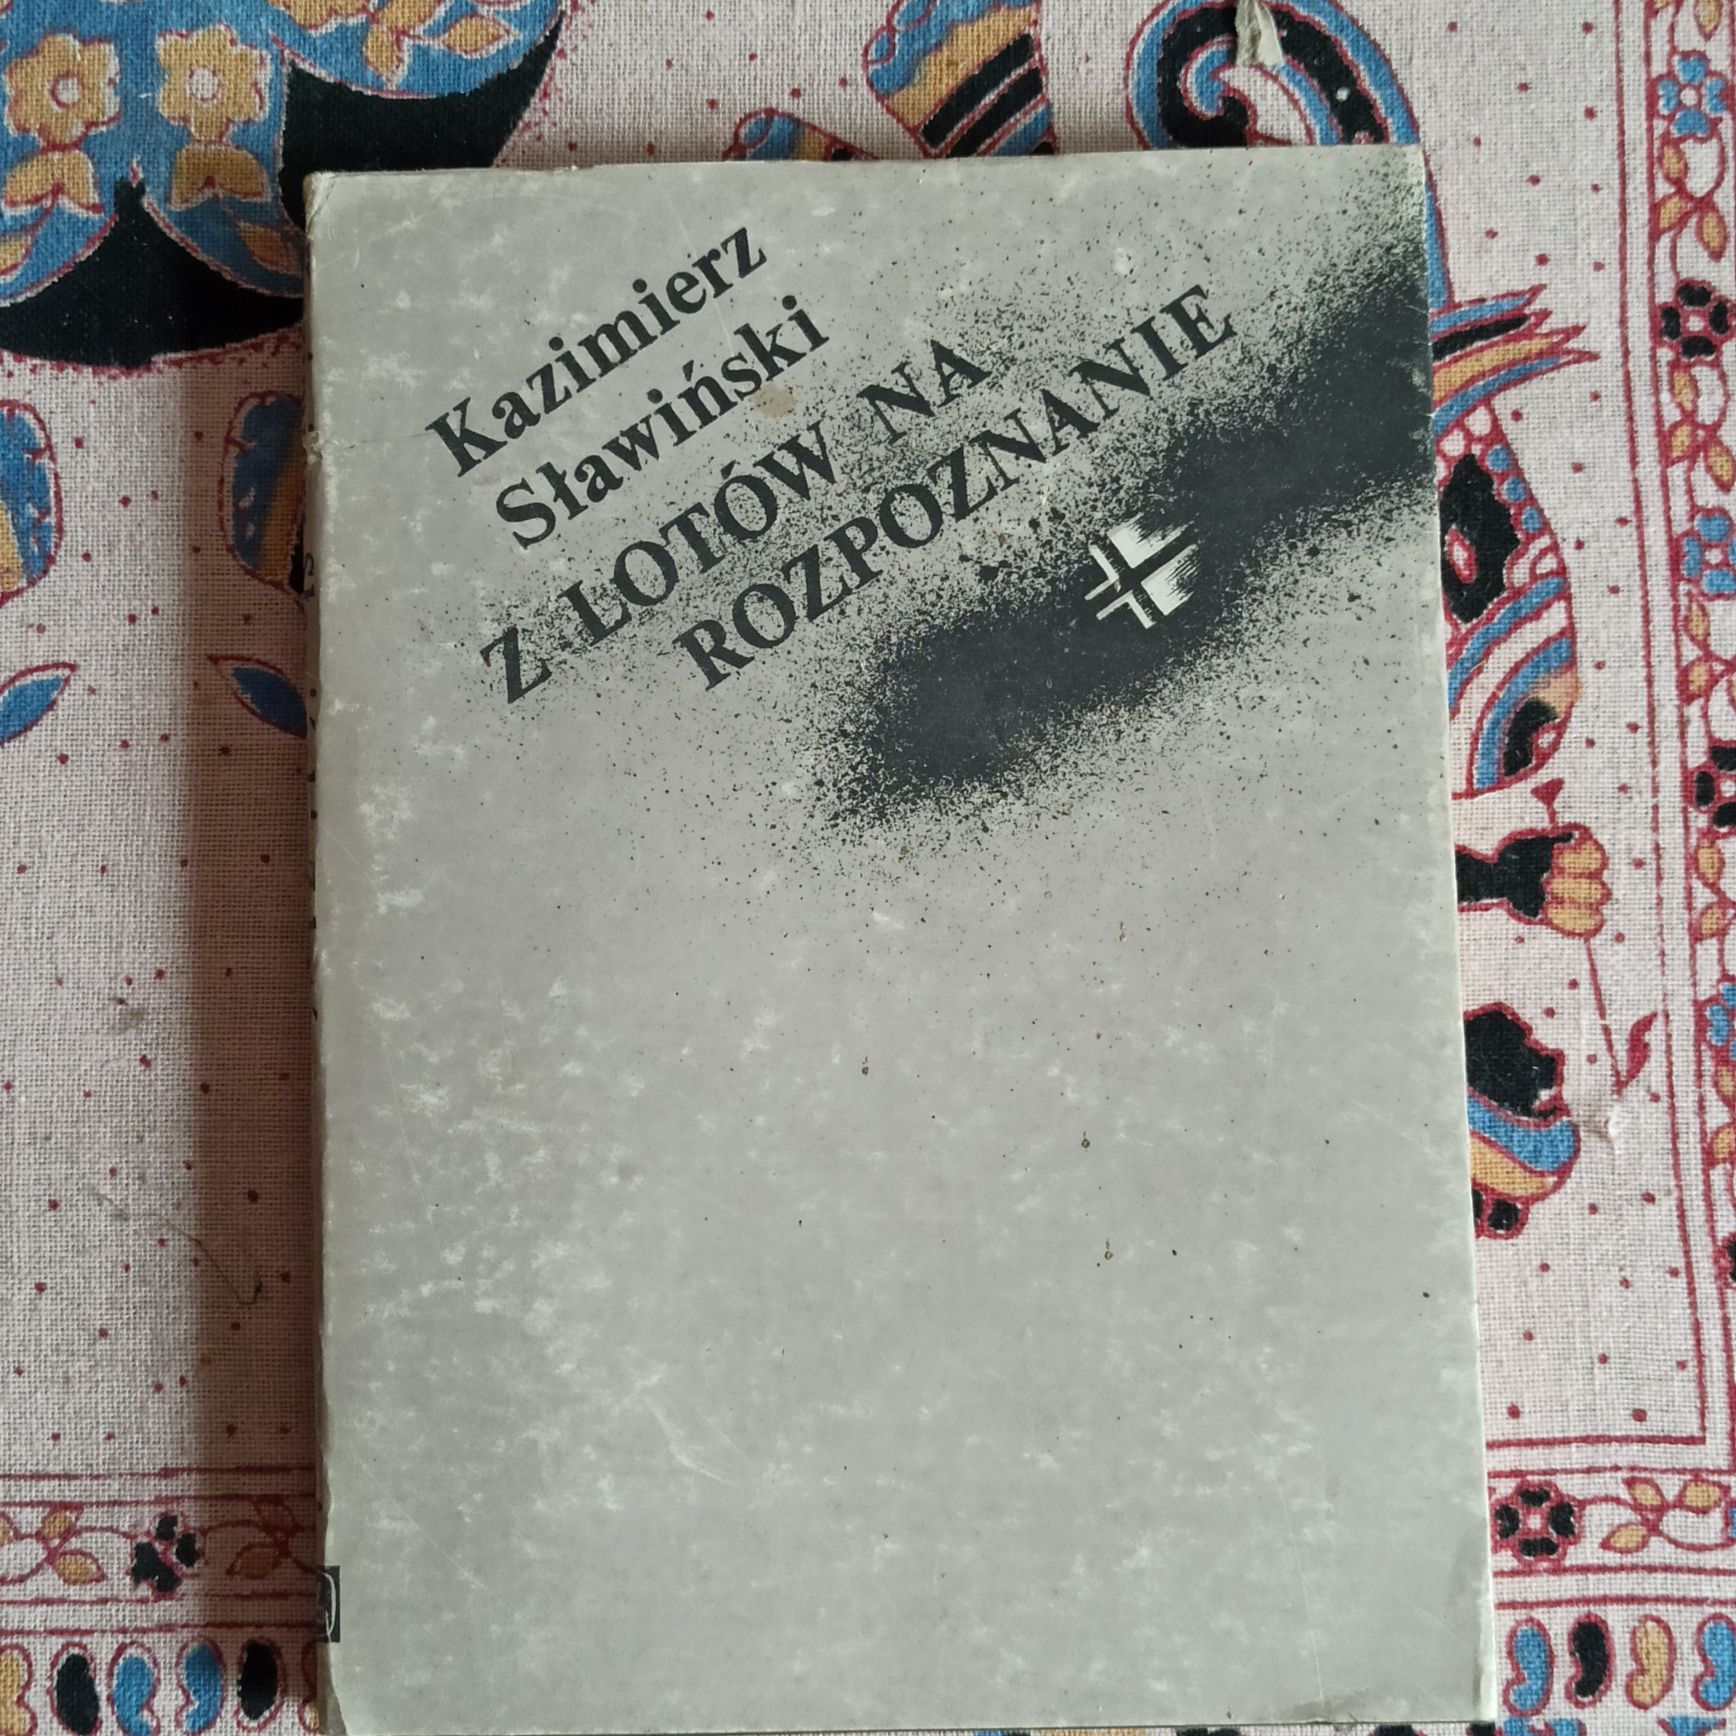 Kazimierz
Sławiński
Z LOTÓW NA
ROZPOZNANIE